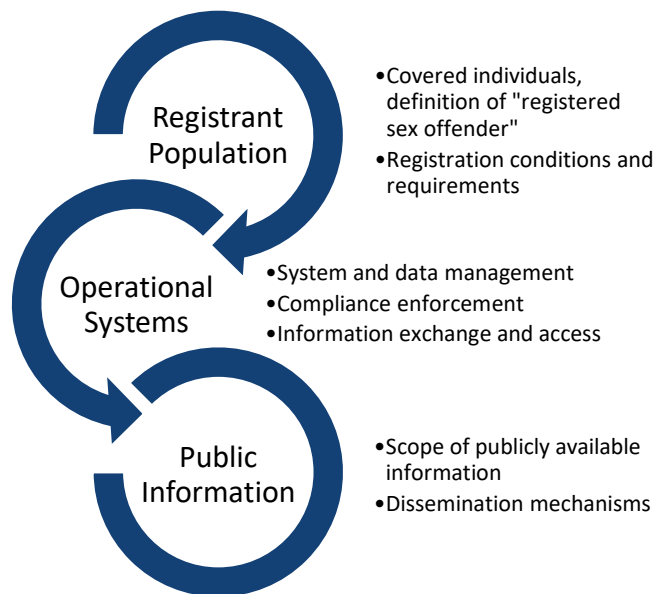 Registrant
Population
•Covered individuals,
definition of "registered
sex offender"
•Registration conditions and
requirements
Operational
Systems
•System and data management
•Compliance enforcement
•Information exchange and access
Public
Information
•Scope of publicly available
information
•Dissemination mechanisms